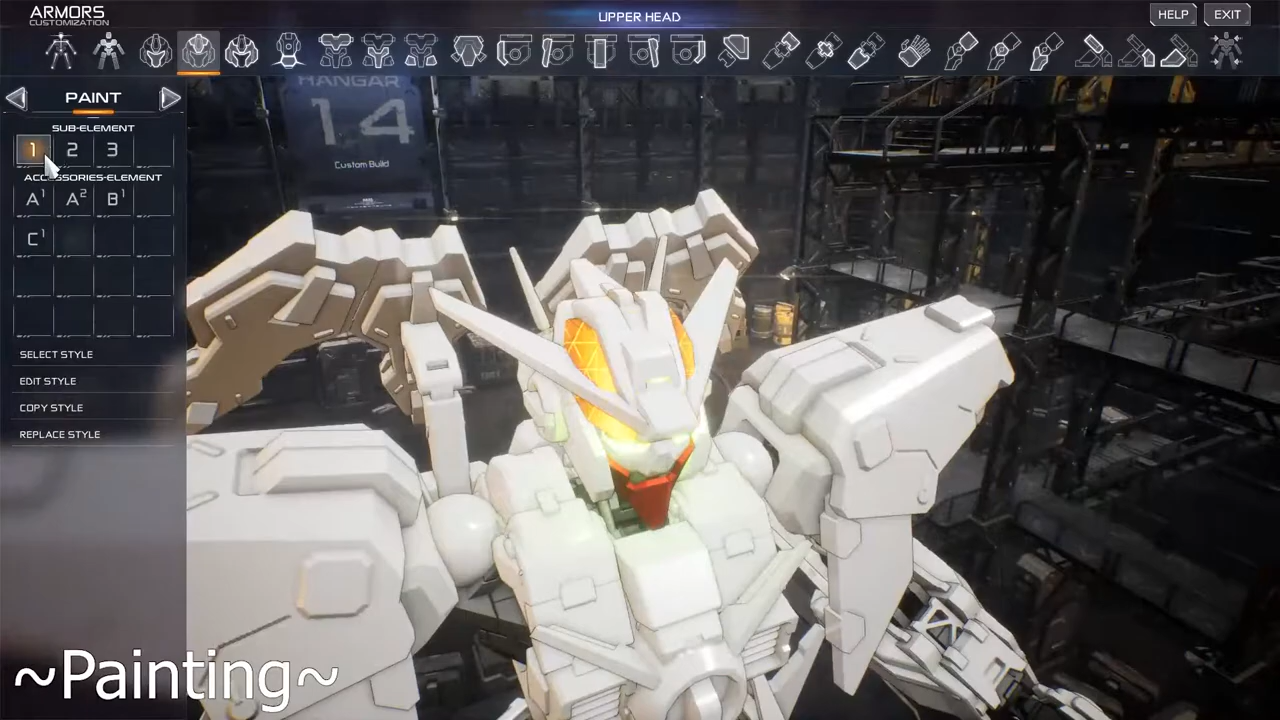 ARMORS
CUSTOMIZATION
UPPER HEAD
HELP
EXIT
PAINT
SUB-ELEMENT
1 2 3
ACCESSORIES-ELEMENT
A1 A2 B1
C1
SELECT STYLE
EDIT STYLE
COPY STYLE
REPLACE STYLE
HANGAR
14
Custom Build
~Painting~